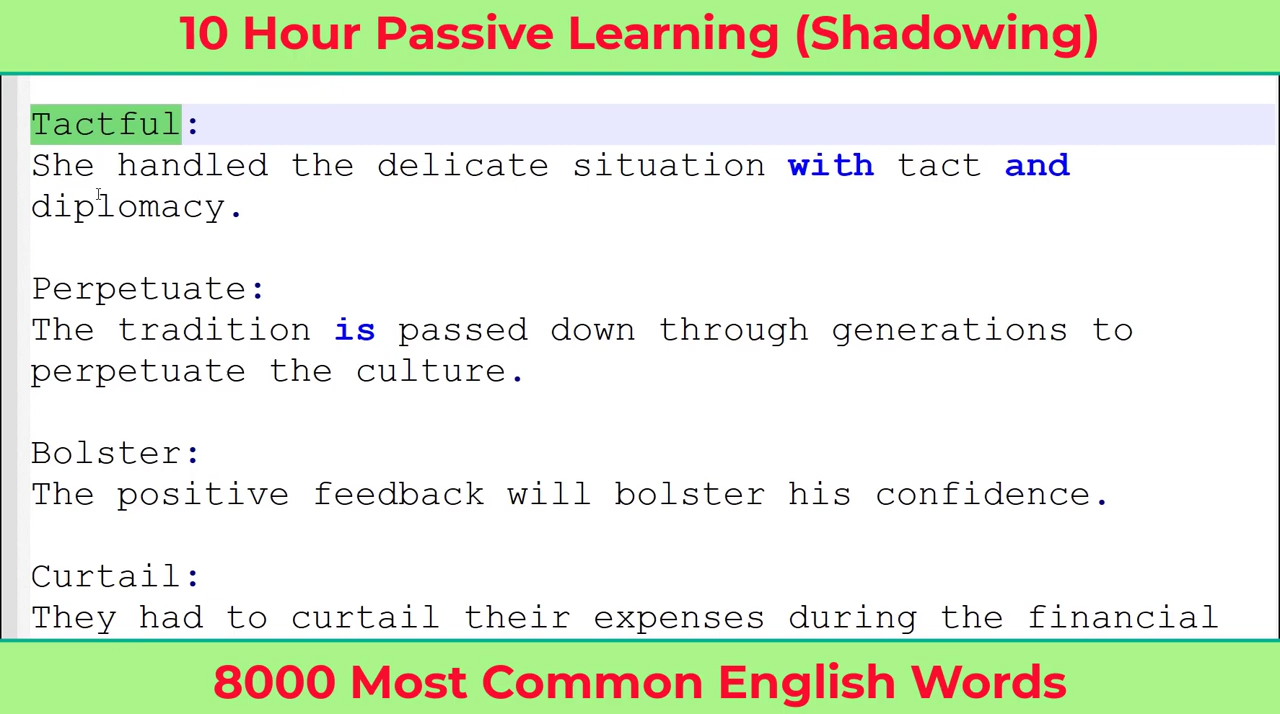 10 Hour Passive Learning (Shadowing)
Tactful:
She handled the delicate situation with tact and
diplomacy.
Perpetuate:
The tradition is passed down through generations to
perpetuate the culture.
Bolster:
The positive feedback will bolster his confidence.
Curtail:
They had to curtail their expenses during the financial
8000 Most Common English Words